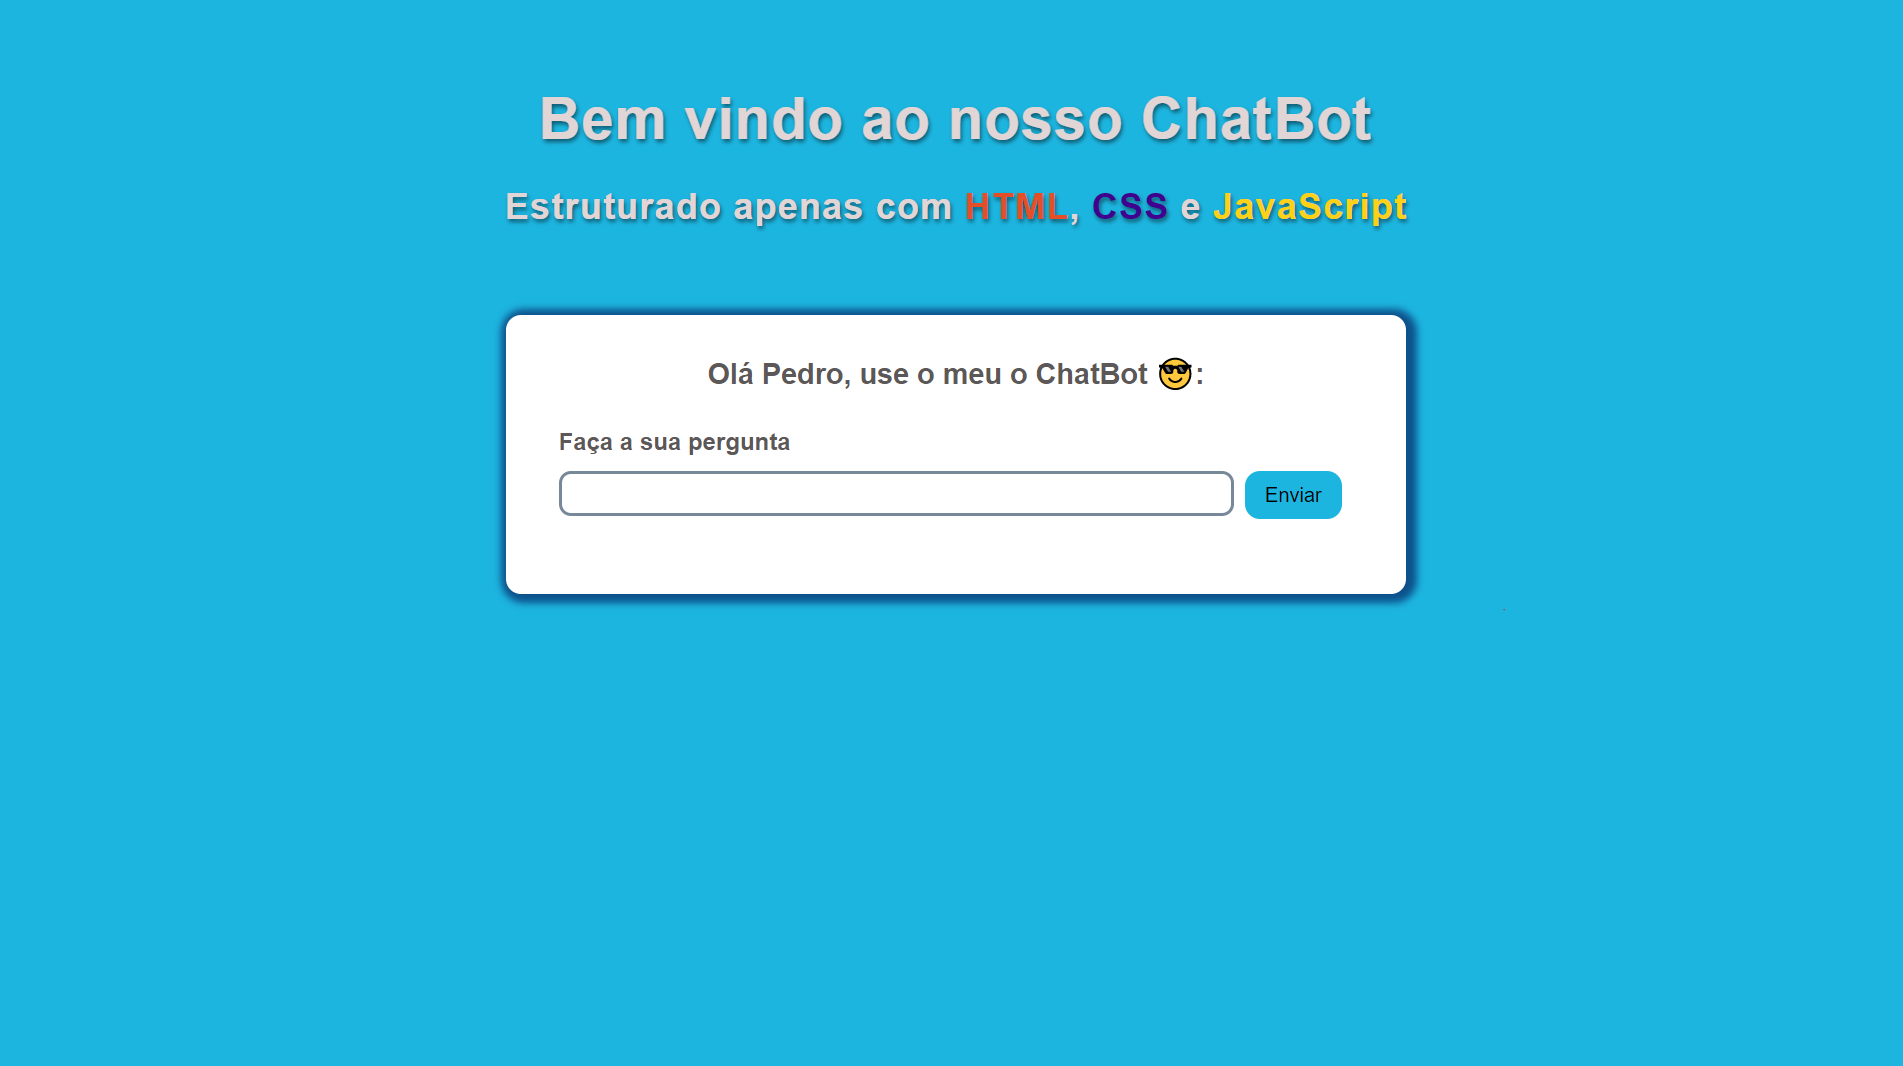 Bem vindo ao nosso ChatBot
Estruturado apenas com HTML, CSS e JavaScript
Olá Pedro, use o meu o ChatBot 😎:
Faça a sua pergunta
Enviar